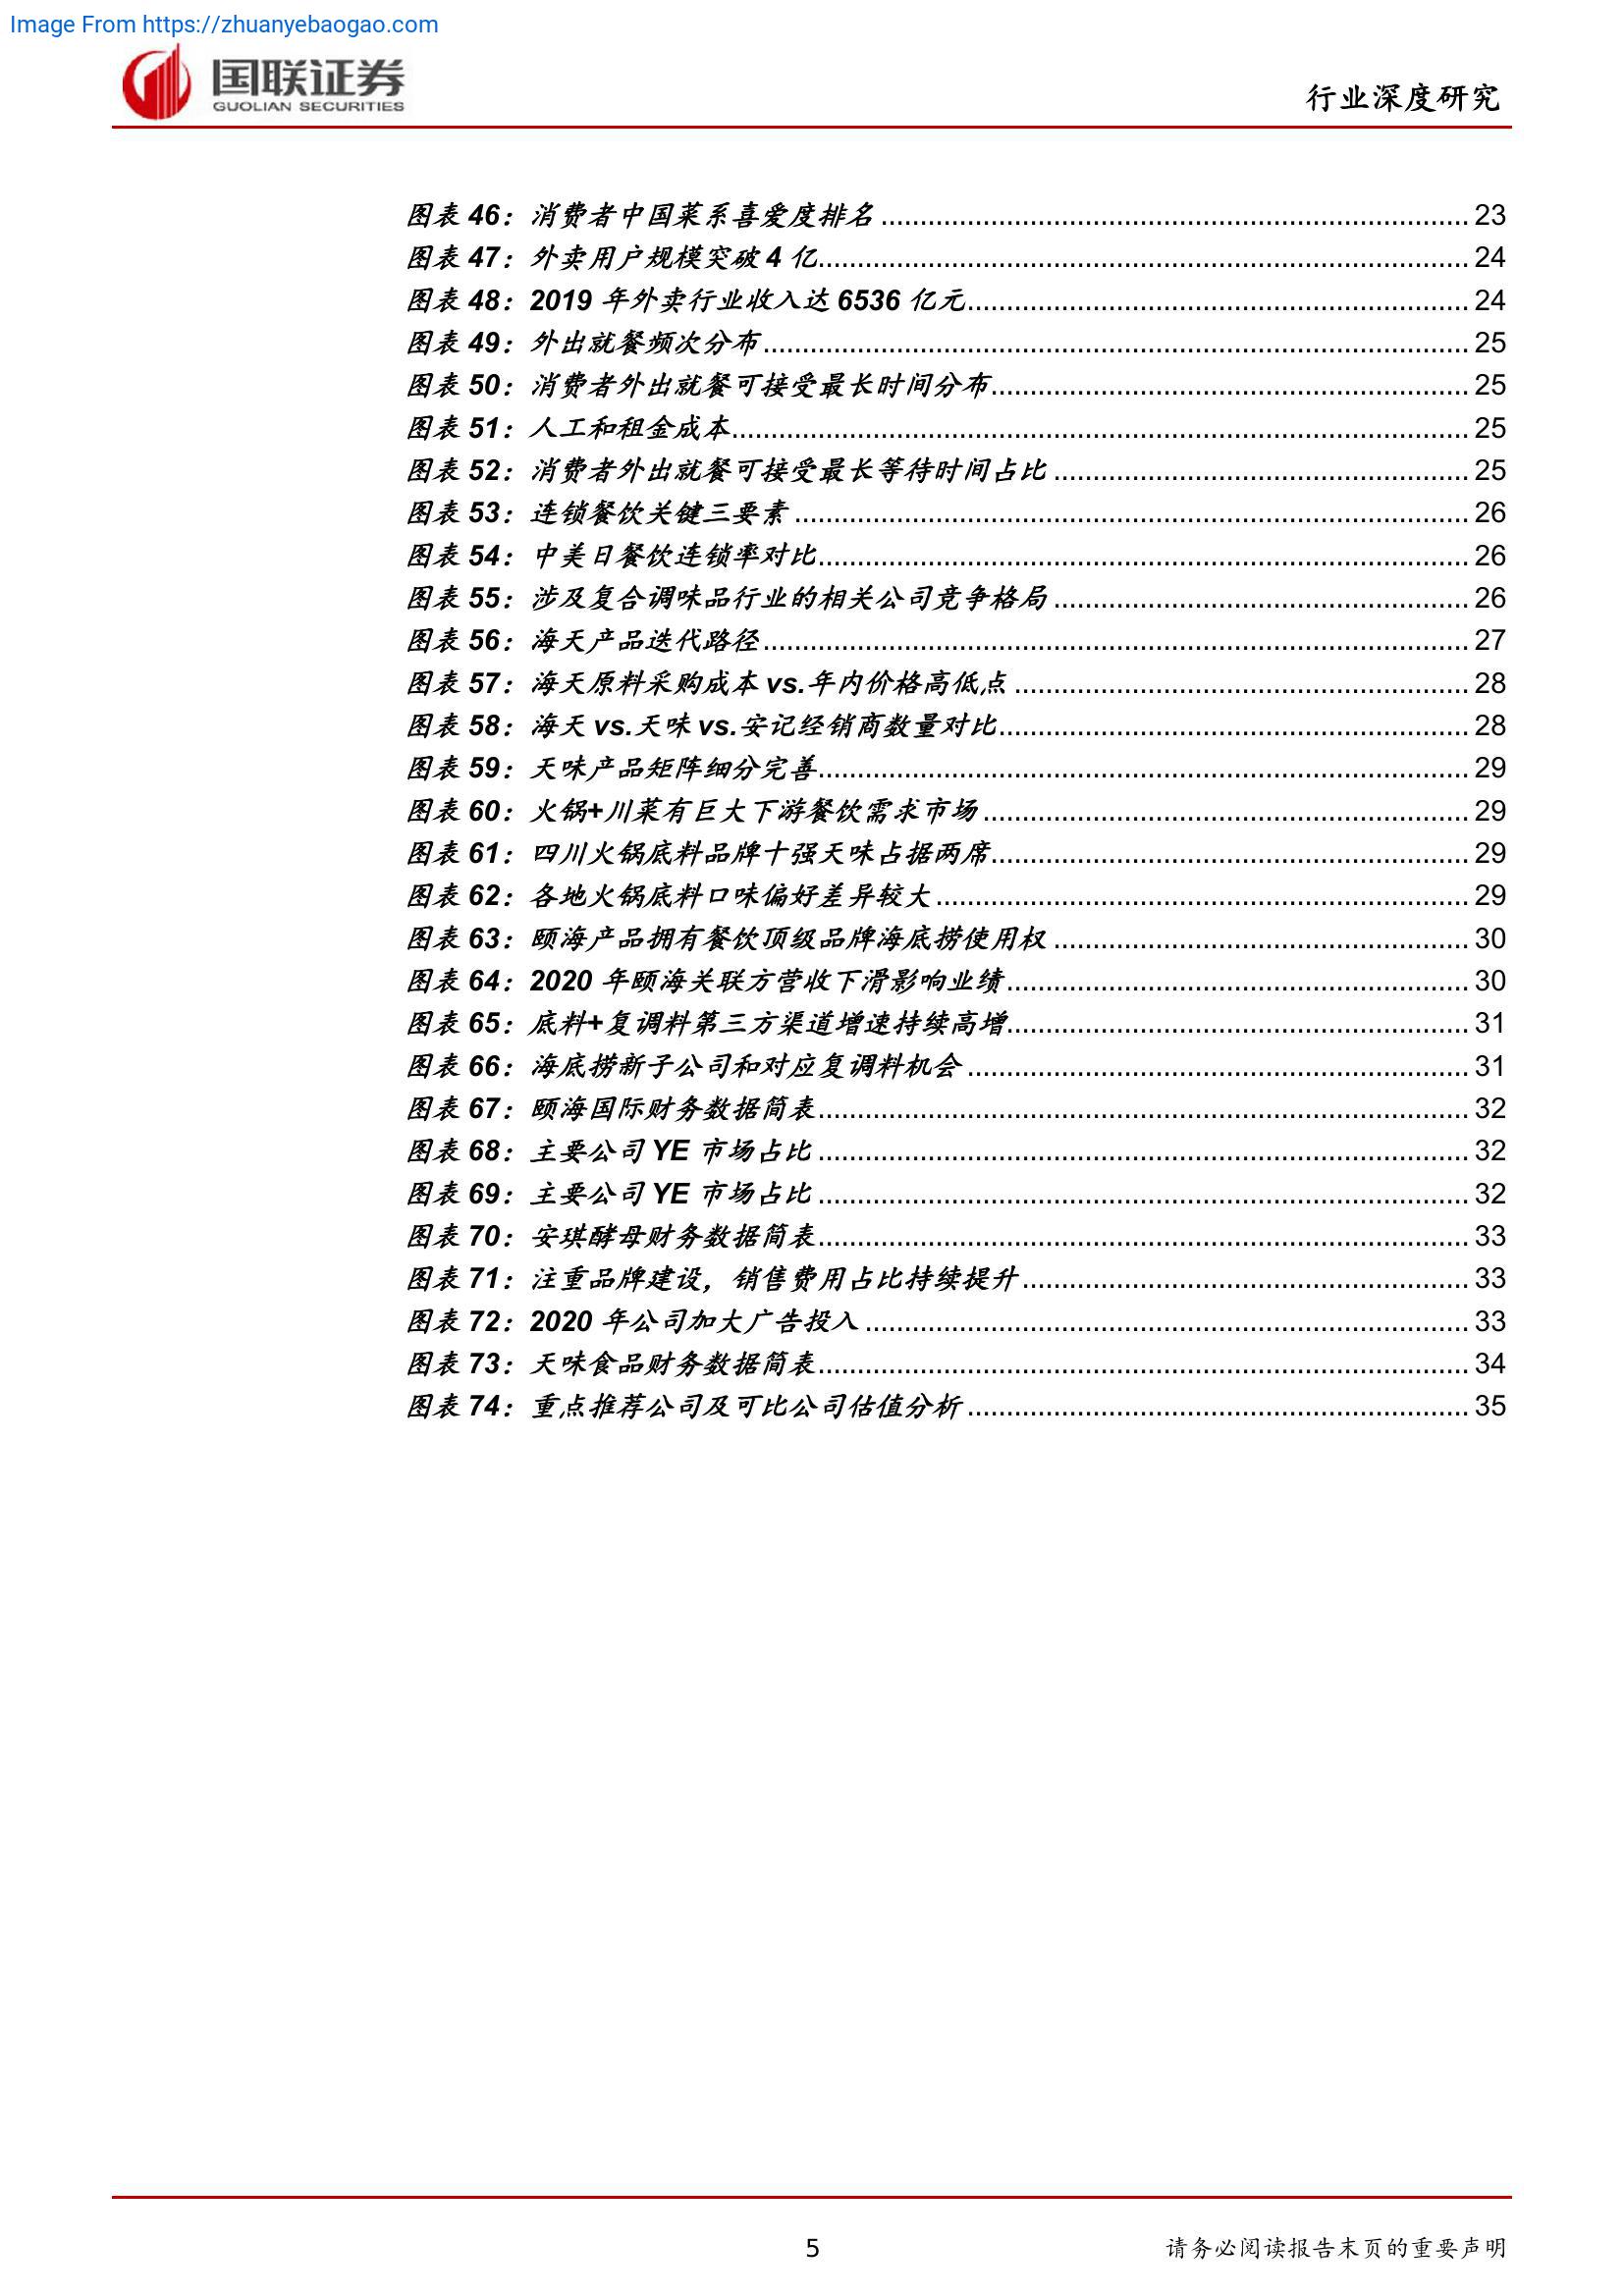 Image From https://zhuanyebaogao.com
国联证券
GUOLIAN SECURITIES
行业深度研究
图表 46：消费者中国菜系喜爱度排名 ........ 23
图表 47：外卖用户规模突破 4 亿........ 24
图表 48：2019 年外卖行业收入达 6536 亿元........ 24
图表 49：外出就餐频次分布........ 25
图表 50：消费者外出就餐可接受最长时间分布........ 25
图表 51：人工和租金成本........ 25
图表 52：消费者外出就餐可接受最长等待时间占比 ........ 25
图表 53：连锁餐饮关键三要素 ........ 26
图表 54：中美日餐饮连锁率对比........ 26
图表 55：涉及复合调味品行业的相关公司竞争格局 ........ 26
图表 56：海天产品迭代路径........ 27
图表 57：海天原料采购成本 vs.年内价格高低点 ........ 28
图表 58：海天 vs.天味 vs.安记经销商数量对比........ 28
图表 59：天味产品矩阵细分完善........ 29
图表 60：火锅+川菜有巨大下游餐饮需求市场 ........ 29
图表 61：四川火锅底料品牌十强天味占据两席........ 29
图表 62：各地火锅底料口味偏好差异较大 ........ 29
图表 63：颐海产品拥有餐饮顶级品牌海底捞使用权 ........ 30
图表 64：2020 年颐海关联方营收下滑影响业绩........ 30
图表 65：底料+复调料第三方渠道增速持续高增........ 31
图表 66：海底捞新子公司和对应复调料机会 ........ 31
图表 67：颐海国际财务数据简表........ 32
图表 68：主要公司 YE 市场占比 ........ 32
图表 69：主要公司 YE 市场占比 ........ 32
图表 70：安琪酵母财务数据简表........ 33
图表 71：注重品牌建设，销售费用占比持续提升........ 33
图表 72：2020 年公司加大广告投入 ........ 33
图表 73：天味食品财务数据简表........ 34
图表 74：重点推荐公司及可比公司估值分析 ........ 35
5
请务必阅读报告末页的重要声明